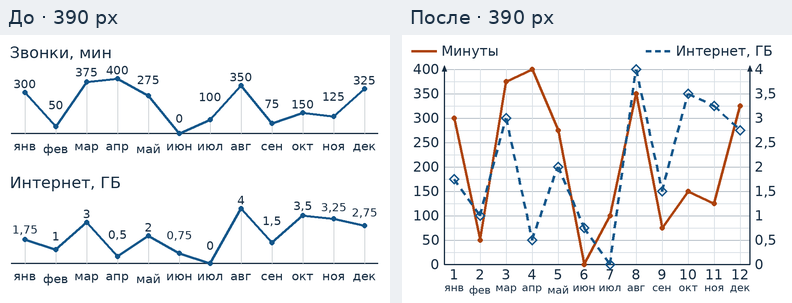 До · 390 px
Звонки, мин
300 50 375 400 275 0 100 350 75 150 125 325
янв фев мар апр май июн июл авг сен окт ноя дек
Интернет, ГБ
1,75 1 3 0,5 2 0,75 0 4 1,5 3,5 3,25 2,75
янв фев мар апр май июн июл авг сен окт ноя дек
После · 390 px
Минуты Интернет, ГБ
400 4
350 3,5
300 3
250 2,5
200 2
150 1,5
100 1
50 0,5
0 0
1 2 3 4 5 6 7 8 9 10 11 12
янв фев мар апр май июн июл авг сен окт ноя дек